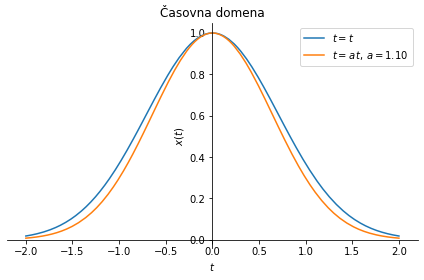 Časovna domena
t = t
t = at, a = 1.10
x(t)
1.0
0.8
0.6
0.4
0.2
0.0
−2.0 −1.5 −1.0 −0.5 0.0 0.5 1.0 1.5 2.0
t